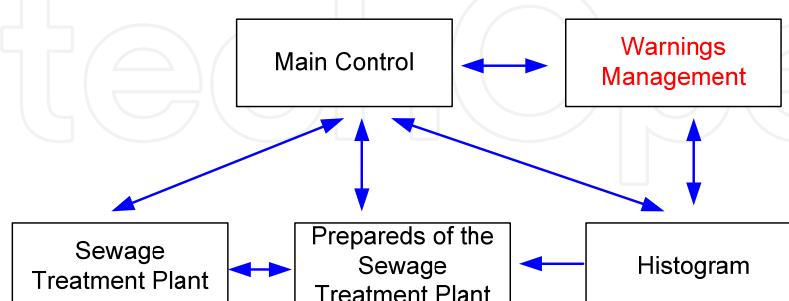 Main Control
Warnings
Management
Sewage
Treatment Plant
Prepareds of the
Sewage
Treatment Plant
Histogram